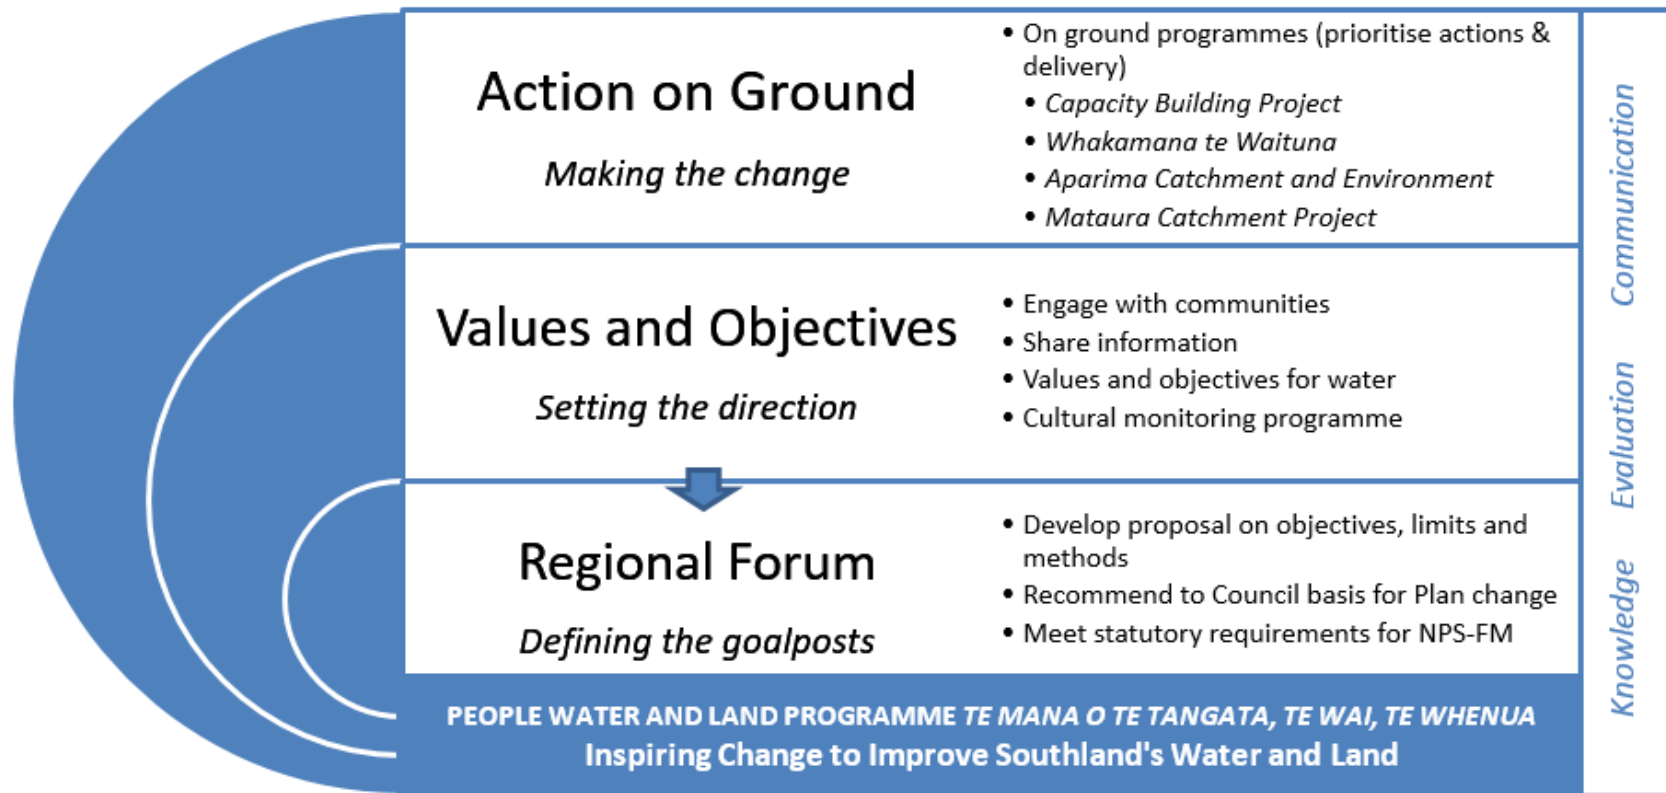 Action on Ground
Making the change
• On ground programmes (prioritise actions &
delivery)
• Capacity Building Project
• Whakamana te Waituna
• Aparima Catchment and Environment
• Mataura Catchment Project
Values and Objectives
Setting the direction
• Engage with communities
• Share information
• Values and objectives for water
• Cultural monitoring programme
Regional Forum
Defining the goalposts
• Develop proposal on objectives, limits and
methods
• Recommend to Council basis for Plan change
• Meet statutory requirements for NPS-FM
PEOPLE WATER AND LAND PROGRAMME TE MANA O TE TANGATA, TE WAI, TE WHENUA
Inspiring Change to Improve Southland's Water and Land
Knowledge Evaluation Communication